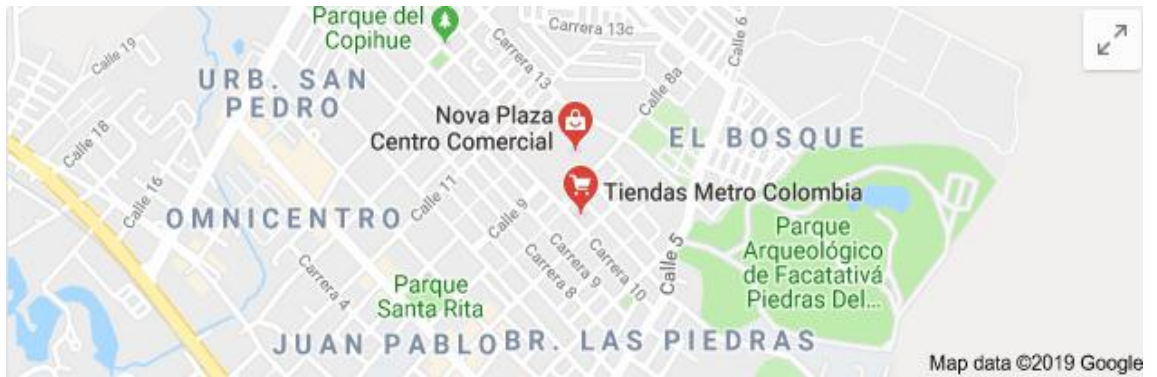 Parque del
Copihue
Carrera 13c
Calle 6
Calle 19
Carrera 13
URB. SAN
PEDRO
Calle 8a
Nova Plaza
Centro Comercial
EL BOSQUE
Calle 18
Calle 16
Calle 11
Tiendas Metro Colombia
OMNICENTRO
Calle 9
Parque
Arqueológico
de Facatativá
Piedras Del...
Calle 5
Carrera 4
Carrera 8
Carrera 9
Carrera 10
Parque
Santa Rita
JUAN PABLO
BR. LAS PIEDRAS
Map data ©2019 Google